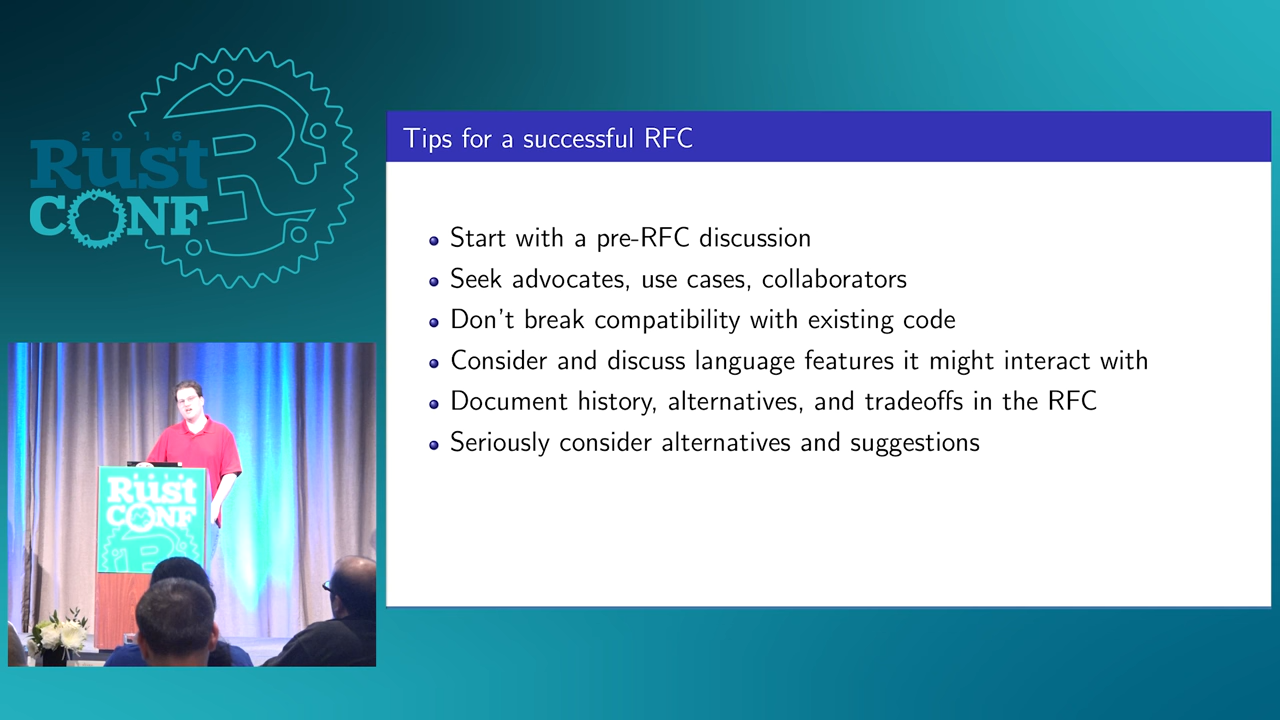 2016
Rust
CONF
Tips for a successful RFC
Start with a pre-RFC discussion
Seek advocates, use cases, collaborators
Don't break compatibility with existing code
Consider and discuss language features it might interact with
Document history, alternatives, and tradeoffs in the RFC
Seriously consider alternatives and suggestions
2016
Rust
CONF